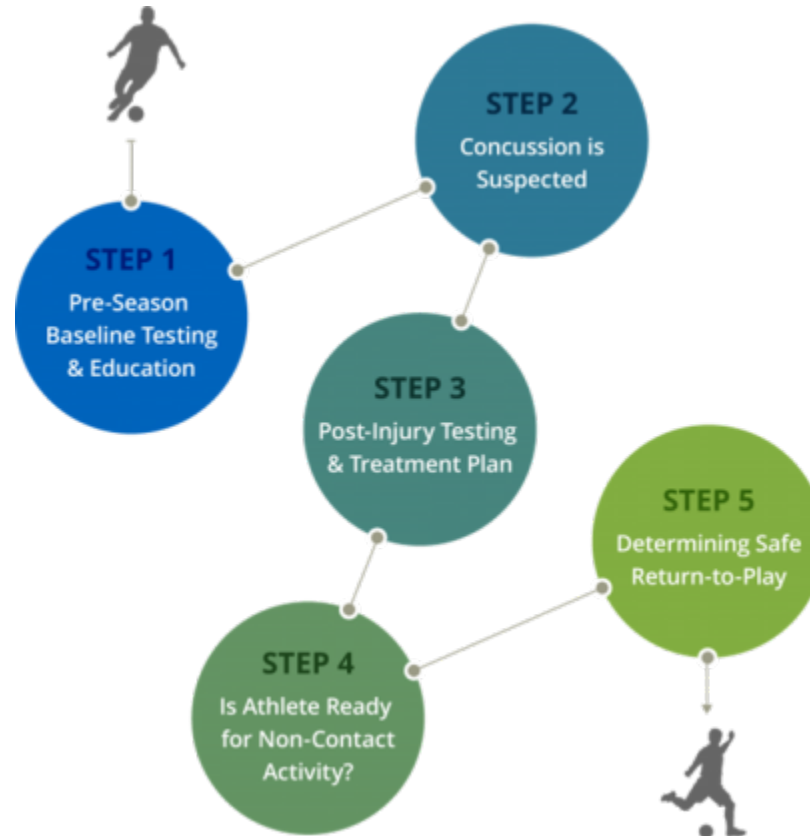 STEP 1
Pre-Season
Baseline Testing
& Education
STEP 2
Concussion is
Suspected
STEP 3
Post-Injury Testing
& Treatment Plan
STEP 4
Is Athlete Ready
for Non-Contact
Activity?
STEP 5
Determining Safe
Return-to-Play